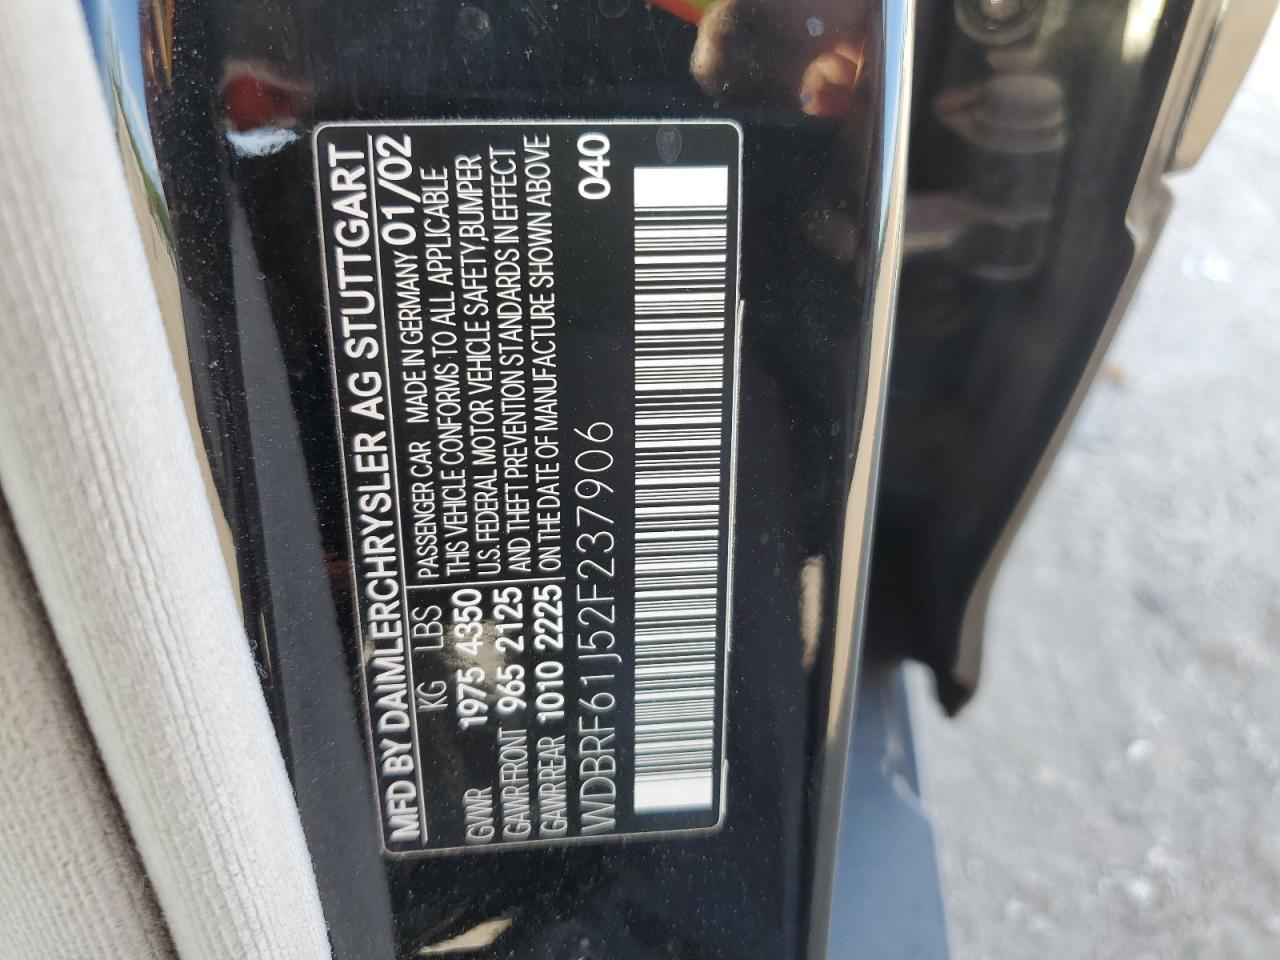 MFD BY DAIMLERCHRYSLER AG STUTTGART
KG LBS PASSENGER CAR MADE IN GERMANY 01/02
GVWR 1975 4350 THIS VEHICLE CONFORMS TO ALL APPLICABLE
U.S. FEDERAL MOTOR VEHICLE SAFETY,BUMPER
GAWR FRONT 965 2125 AND THEFT PREVENTION STANDARDS IN EFFECT
GAWR REAR 1010 2225 ON THE DATE OF MANUFACTURE SHOWN ABOVE
WDBRF61J52F237906 040